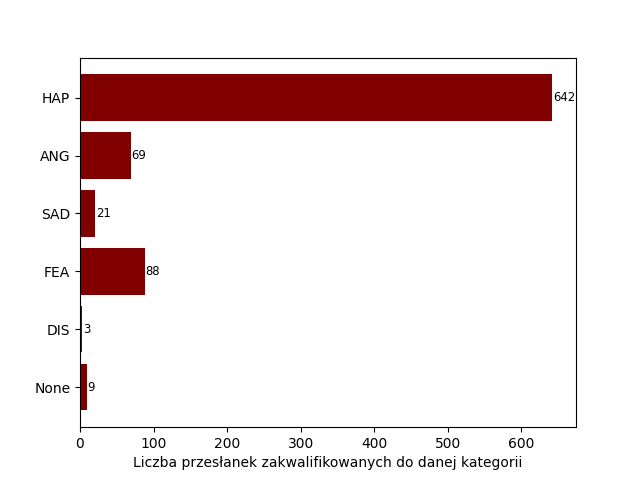 HAP
642
ANG
69
SAD
21
FEA
88
DIS
3
None
9
0 100 200 300 400 500 600
Liczba przesłanek zakwalifikowanych do danej kategorii